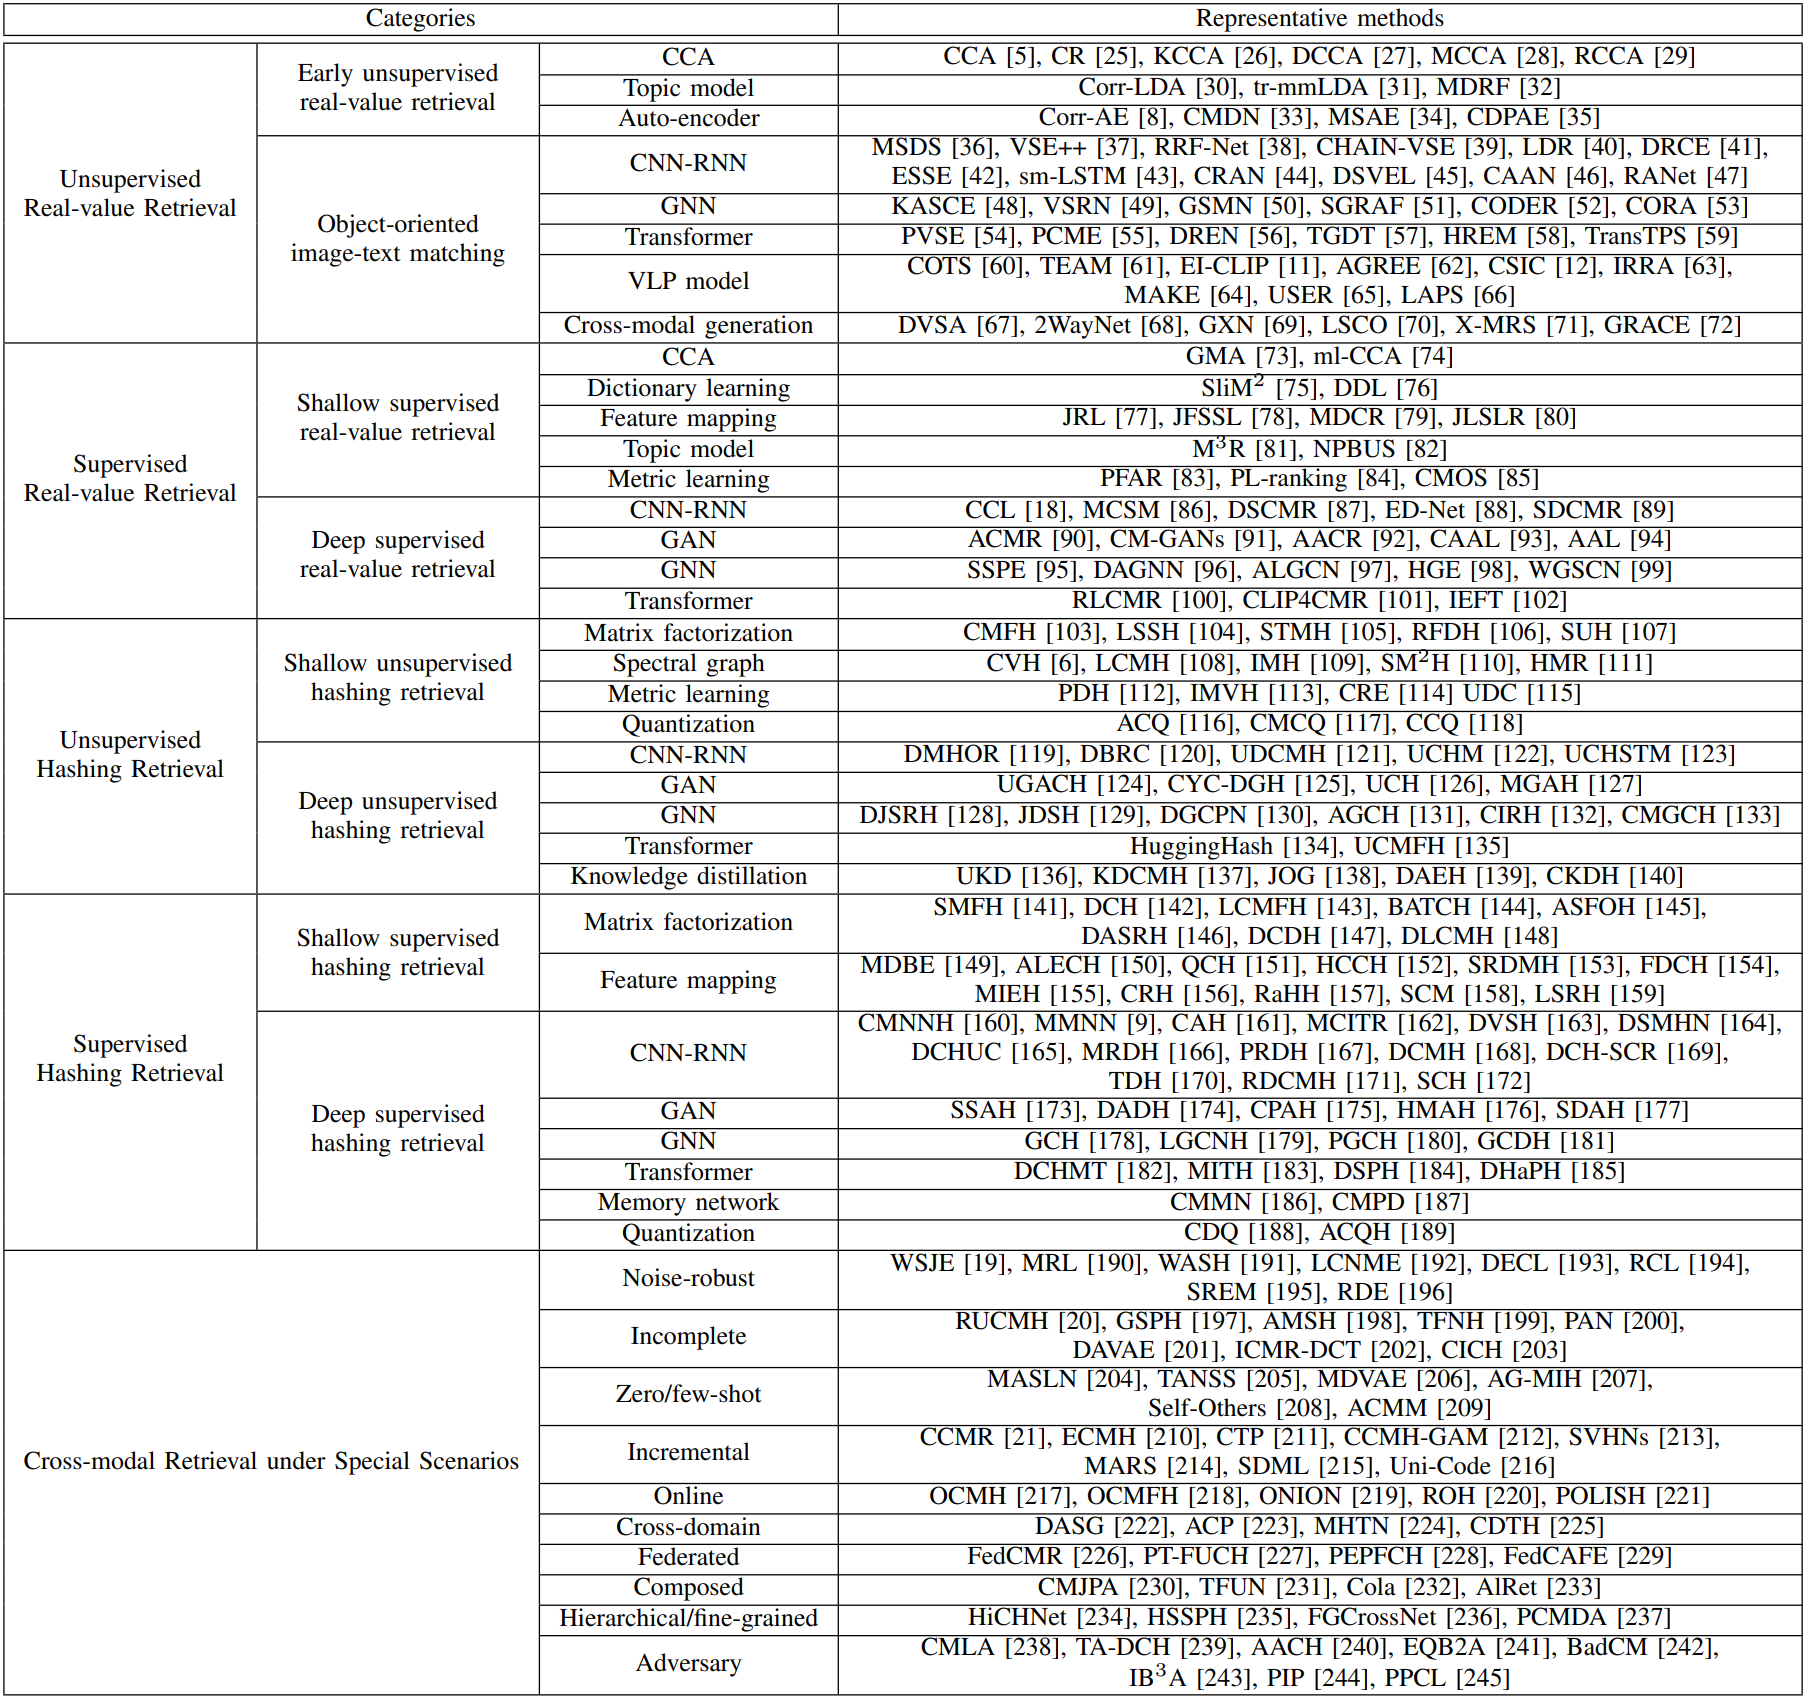 Categories Representative methods
Unsupervised
Real-value Retrieval
Early unsupervised
real-value retrieval
CCA CCA [5], CR [25], KCCA [26], DCCA [27], MCCA [28], RCCA [29]
Topic model Corr-LDA [30], tr-mmLDA [31], MDRF [32]
Auto-encoder Corr-AE [8], CMDN [33], MSAE [34], CDPAE [35]
Object-oriented
image-text matching
CNN-RNN
MSDS [36], VSE++ [37], RRF-Net [38], CHAIN-VSE [39], LDR [40], DRCE [41],
ESSE [42], sm-LSTM [43], CRAN [44], DSVEL [45], CAAN [46], RANet [47]
GNN KASCE [48], VSRN [49], GSMN [50], SGRAF [51], CODER [52], CORA [53]
Transformer PVSE [54], PCME [55], DREN [56], TGDT [57], HREM [58], TransTPS [59]
VLP model
COTS [60], TEAM [61], EI-CLIP [11], AGREE [62], CSIC [12], IRRA [63],
MAKE [64], USER [65], LAPS [66]
Cross-modal generation DVSA [67], 2WayNet [68], GXN [69], LSCO [70], X-MRS [71], GRACE [72]
Supervised
Real-value Retrieval
Shallow supervised
real-value retrieval
CCA GMA [73], ml-CCA [74]
Dictionary learning SliM² [75], DDL [76]
Feature mapping JRL [77], JFSSL [78], MDCR [79], JLSLR [80]
Topic model M³R [81], NPBUS [82]
Metric learning PFAR [83], PL-ranking [84], CMOS [85]
Deep supervised
real-value retrieval
CNN-RNN CCL [18], MCSM [86], DSCMR [87], ED-Net [88], SDCMR [89]
GAN ACMR [90], CM-GANs [91], AACR [92], CAAL [93], AAL [94]
GNN SSPE [95], DAGNN [96], ALGCN [97], HGE [98], WGSCN [99]
Transformer RLCMR [100], CLIP4CMR [101], IEFT [102]
Unsupervised
Hashing Retrieval
Shallow unsupervised
hashing retrieval
Matrix factorization CMFH [103], LSSH [104], STMH [105], RFDH [106], SUH [107]
Spectral graph CVH [6], LCMH [108], IMH [109], SM²H [110], HMR [111]
Metric learning PDH [112], IMVH [113], CRE [114] UDC [115]
Quantization ACQ [116], CMCQ [117], CCQ [118]
Deep unsupervised
hashing retrieval
CNN-RNN DMHOR [119], DBRC [120], UDCMH [121], UCHM [122], UCHSTM [123]
GAN UGACH [124], CYC-DGH [125], UCH [126], MGAH [127]
GNN DJSRH [128], JDSH [129], DGCPN [130], AGCH [131], CIRH [132], CMGCH [133]
Transformer HuggingHash [134], UCMFH [135]
Knowledge distillation UKD [136], KDCMH [137], JOG [138], DAEH [139], CKDH [140]
Supervised
Hashing Retrieval
Shallow supervised
hashing retrieval
Matrix factorization
SMFH [141], DCH [142], LCMFH [143], BATCH [144], ASFOH [145],
DASRH [146], DCDH [147], DLCMH [148]
Feature mapping
MDBE [149], ALECH [150], QCH [151], HCCH [152], SRDMH [153], FDCH [154],
MIEH [155], CRH [156], RaHH [157], SCM [158], LSRH [159]
Deep supervised
hashing retrieval
CNN-RNN
CMNNH [160], MMNN [9], CAH [161], MCITR [162], DVSH [163], DSMHN [164],
DCHUC [165], MRDH [166], PRDH [167], DCMH [168], DCH-SCR [169],
TDH [170], RDCMH [171], SCH [172]
GAN SSAH [173], DADH [174], CPAH [175], HMAH [176], SDAH [177]
GNN GCH [178], LGCNH [179], PGCH [180], GCDH [181]
Transformer DCHMT [182], MITH [183], DSPH [184], DHaPH [185]
Memory network CMMN [186], CMPD [187]
Quantization CDQ [188], ACQH [189]
Cross-modal Retrieval under Special Scenarios
Noise-robust
WSJE [19], MRL [190], WASH [191], LCNME [192], DECL [193], RCL [194],
SREM [195], RDE [196]
Incomplete
RUCMH [20], GSPH [197], AMSH [198], TFNH [199], PAN [200],
DAVAE [201], ICMR-DCT [202], CICH [203]
Zero/few-shot
MASLN [204], TANSS [205], MDVAE [206], AG-MIH [207],
Self-Others [208], ACMM [209]
Incremental
CCMR [21], ECMH [210], CTP [211], CCMH-GAM [212], SVHNs [213],
MARS [214], SDML [215], Uni-Code [216]
Online OCMH [217], OCMFH [218], ONION [219], ROH [220], POLISH [221]
Cross-domain DASG [222], ACP [223], MHTN [224], CDTH [225]
Federated FedCMR [226], PT-FUCH [227], PEPFCH [228], FedCAFE [229]
Composed CMJPA [230], TFUN [231], Cola [232], AlRet [233]
Hierarchical/fine-grained HiCHNet [234], HSSPH [235], FGCrossNet [236], PCMDA [237]
Adversary
CMLA [238], TA-DCH [239], AACH [240], EQB2A [241], BadCM [242],
IB³A [243], PIP [244], PPCL [245]